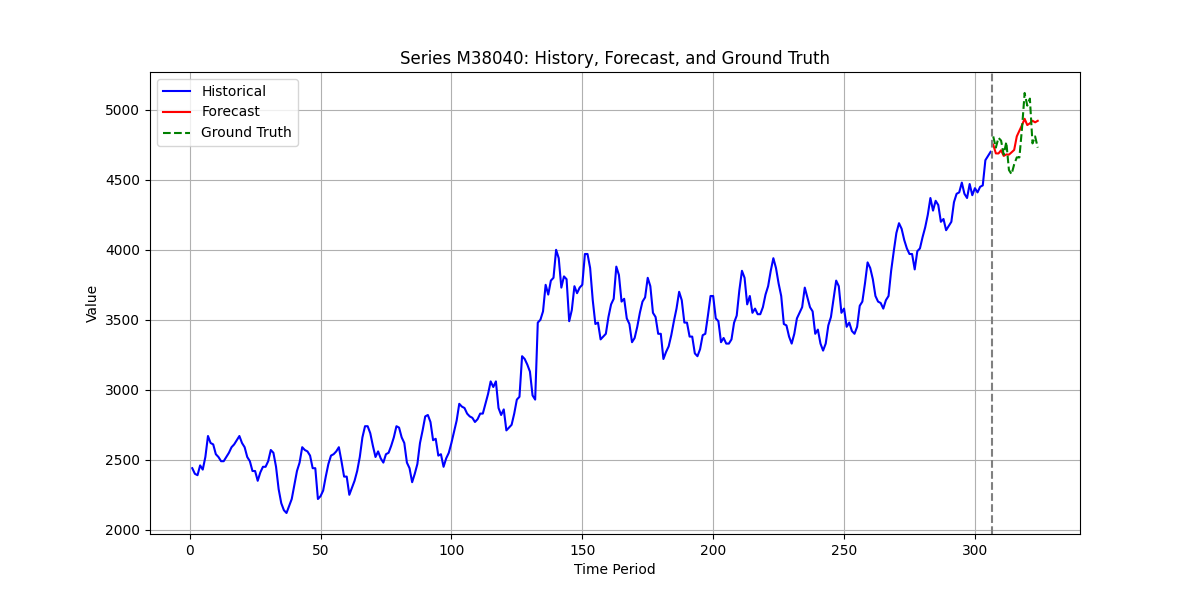 Series M38040: History, Forecast, and Ground Truth
Historical
Forecast
Ground Truth
5000
4500
4000
3500
3000
2500
2000
Value
0 50 100 150 200 250 300
Time Period